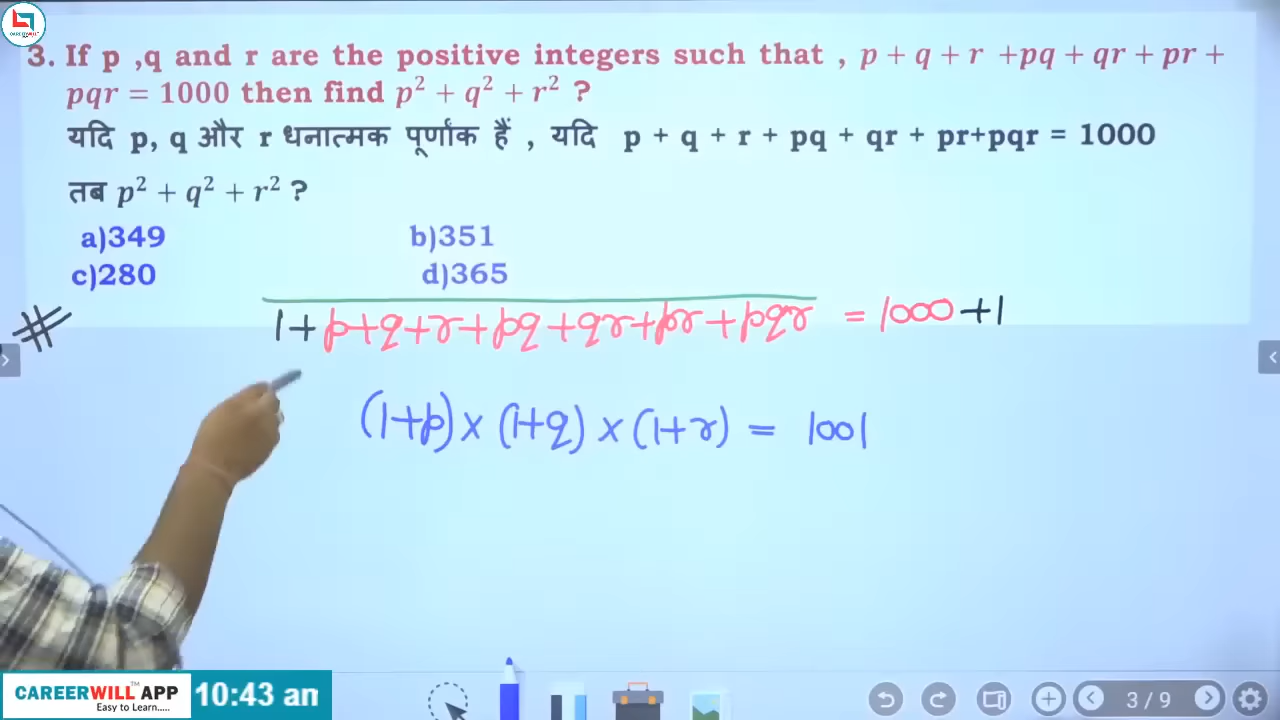 CAREERWILL
3. If p ,q and r are the positive integers such that , p + q + r +pq + qr + pr +
pqr = 1000 then find p² + q² + r² ?
यदि p, q और r धनात्मक पूर्णांक हैं , यदि p + q + r + pq + qr + pr+pqr = 1000
तब p² + q² + r² ?
a)349 b)351
c)280 d)365
1+p+q+r+pq+qr+pr+pqr = 1000+1
(1+p)×(1+q)×(1+r) = 1001
CAREERWILL APP
Easy to Learn.....
10:43 an
3 / 9